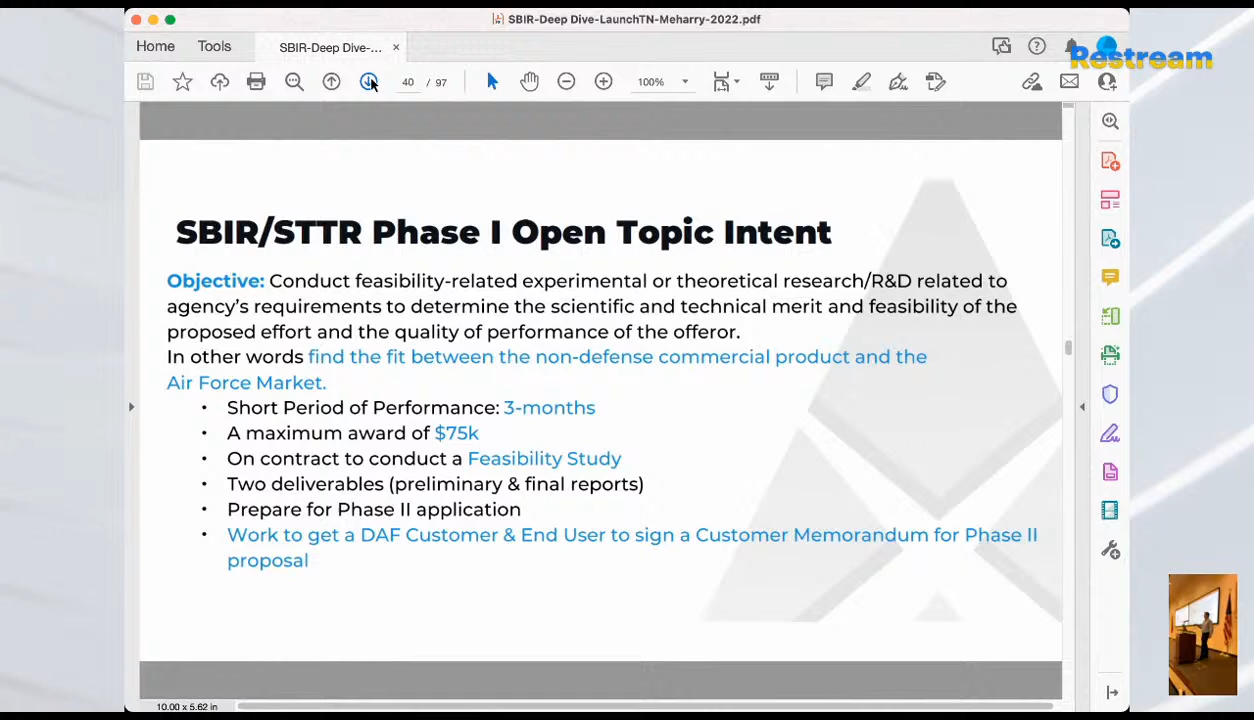 SBIR-Deep Dive-LaunchTN-Meharry-2022.pdf
Home
Tools
SBIR-Deep Dive-... ×
Restream
40 / 97
100%
SBIR/STTR Phase I Open Topic Intent
Objective: Conduct feasibility-related experimental or theoretical research/R&D related to
agency's requirements to determine the scientific and technical merit and feasibility of the
proposed effort and the quality of performance of the offeror.
In other words find the fit between the non-defense commercial product and the
Air Force Market.
• Short Period of Performance: 3-months
• A maximum award of $75k
• On contract to conduct a Feasibility Study
• Two deliverables (preliminary & final reports)
• Prepare for Phase II application
• Work to get a DAF Customer & End User to sign a Customer Memorandum for Phase II
proposal
10.00 x 5.62 in